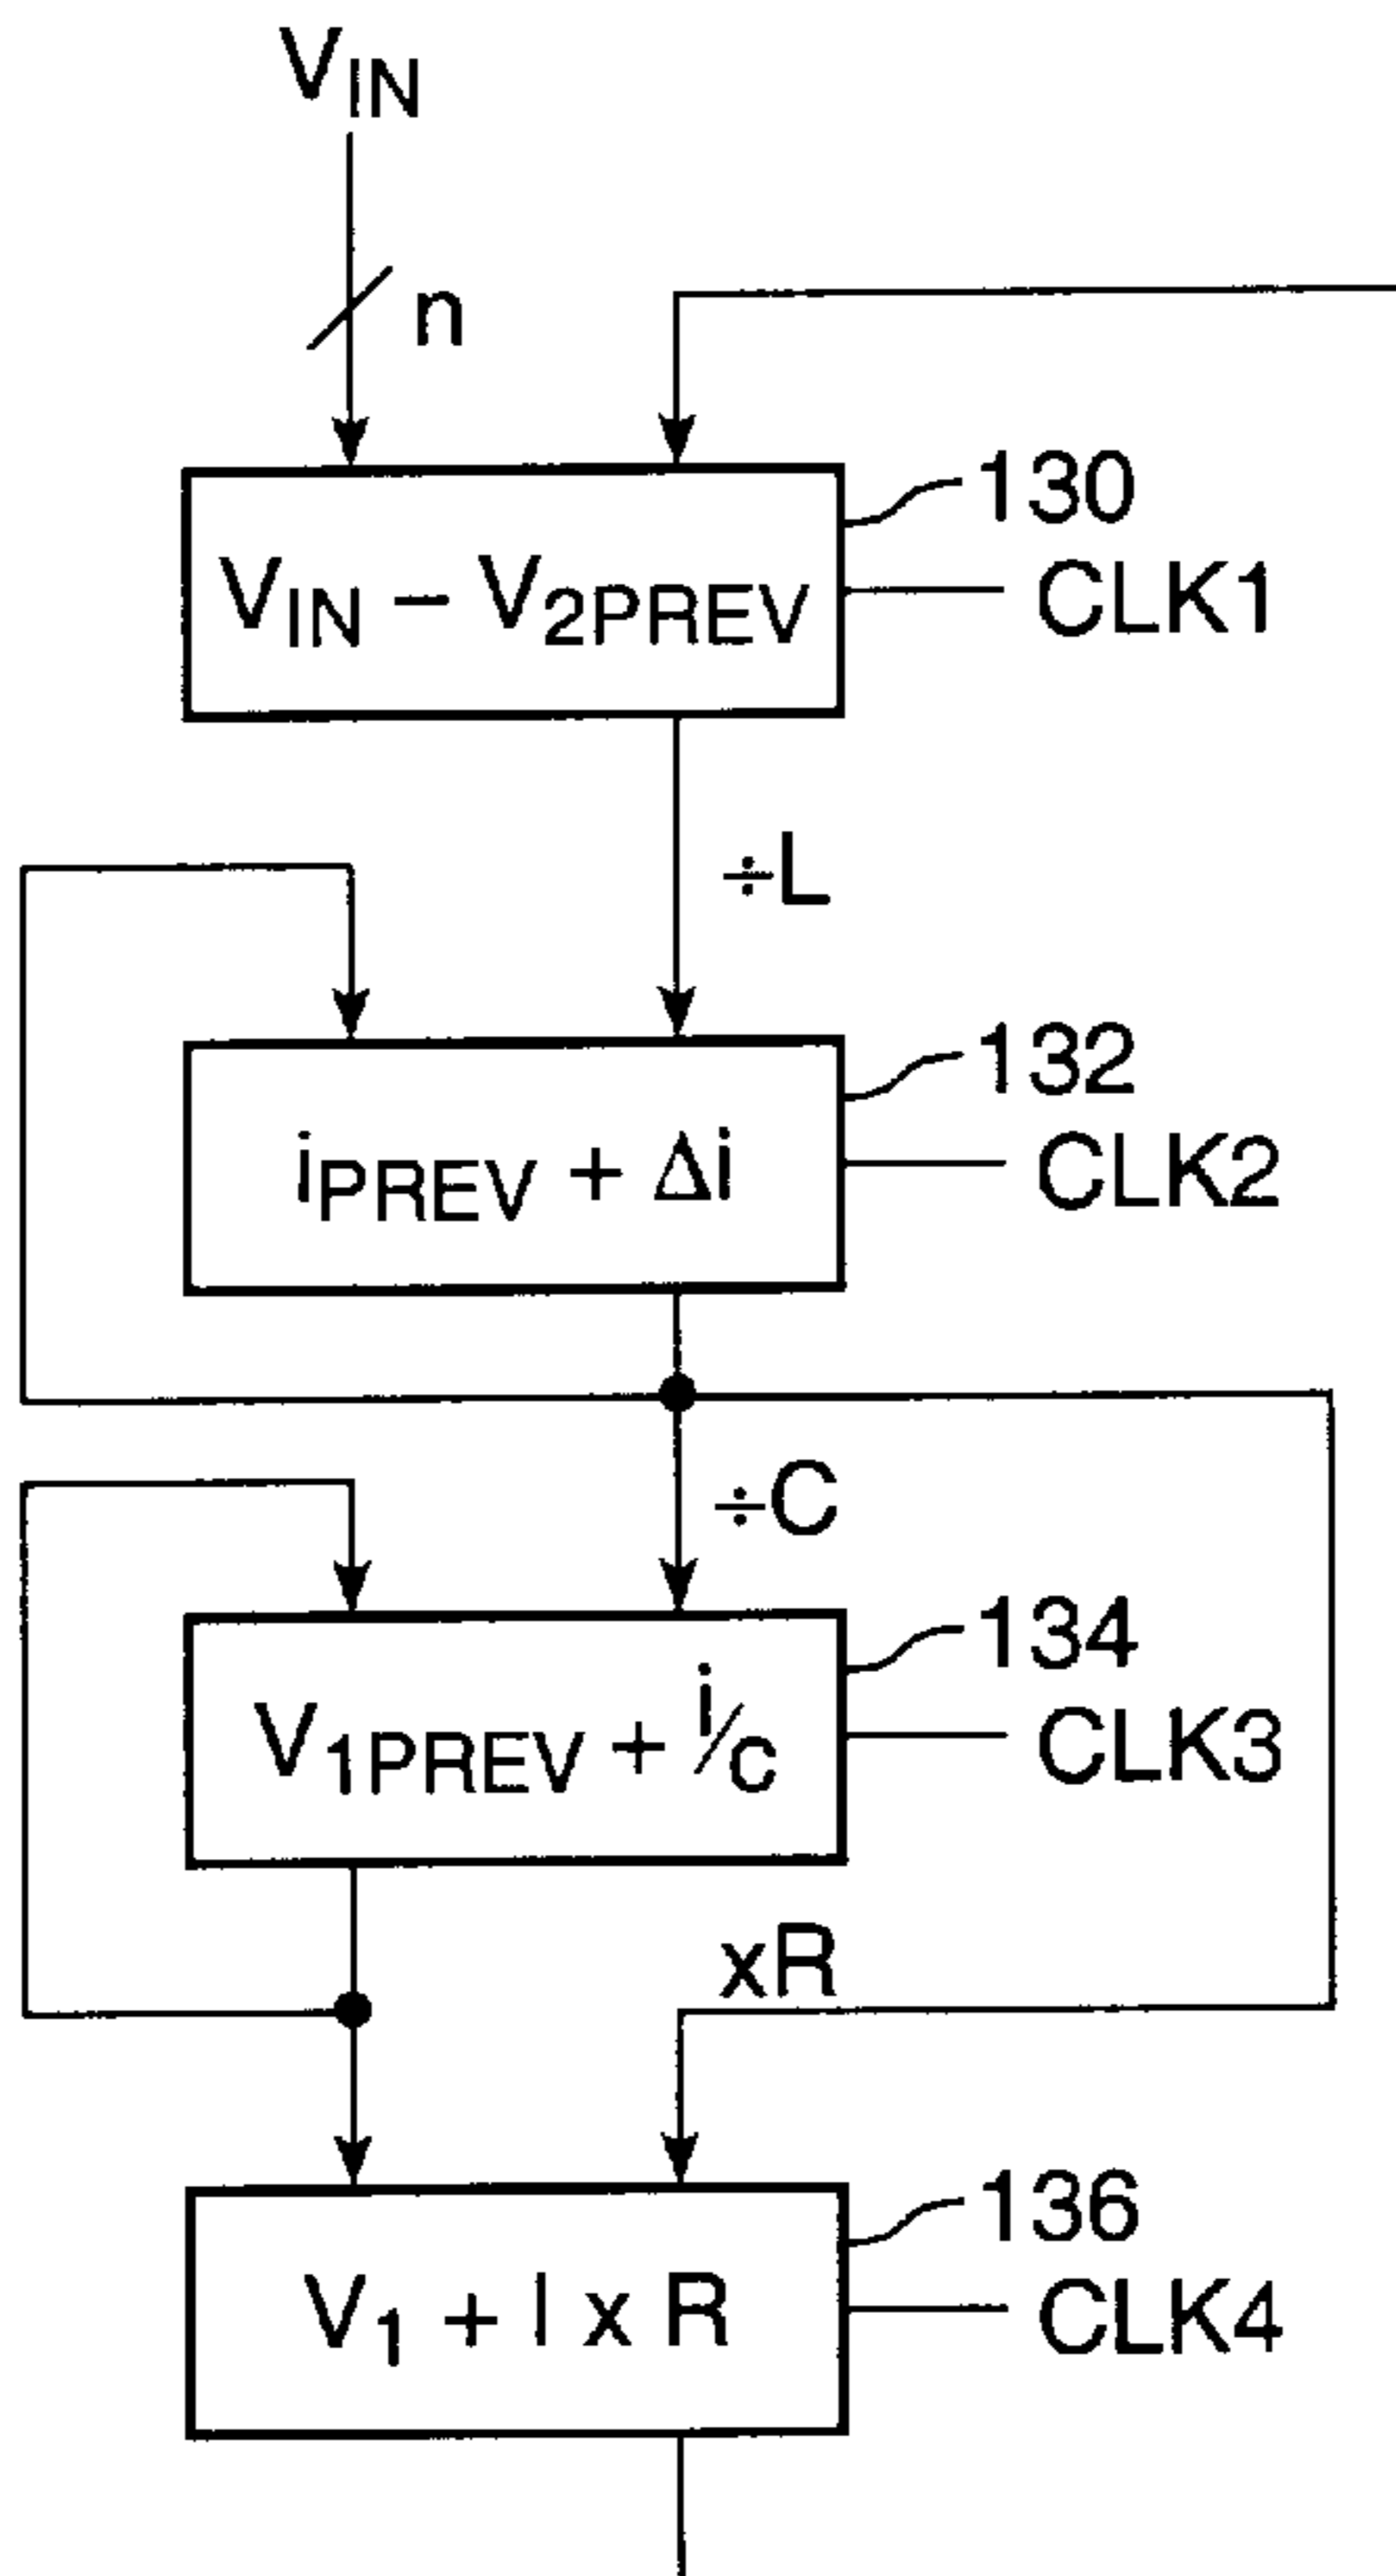 VIN
n
130
VIN − V2PREV
CLK1
÷L
132
iPREV + Δi
CLK2
÷C
134
V1PREV + i/c
CLK3
xR
136
V1 + I x R
CLK4